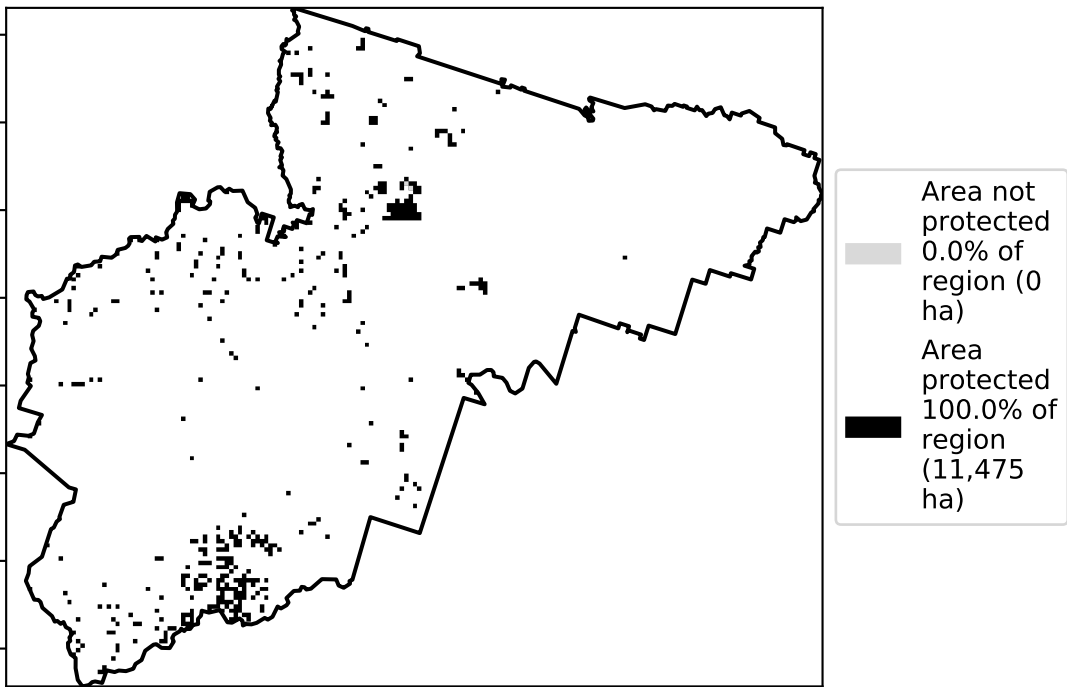 Area not
protected
0.0% of
region (0
ha)
Area
protected
100.0% of
region
(11,475
ha)